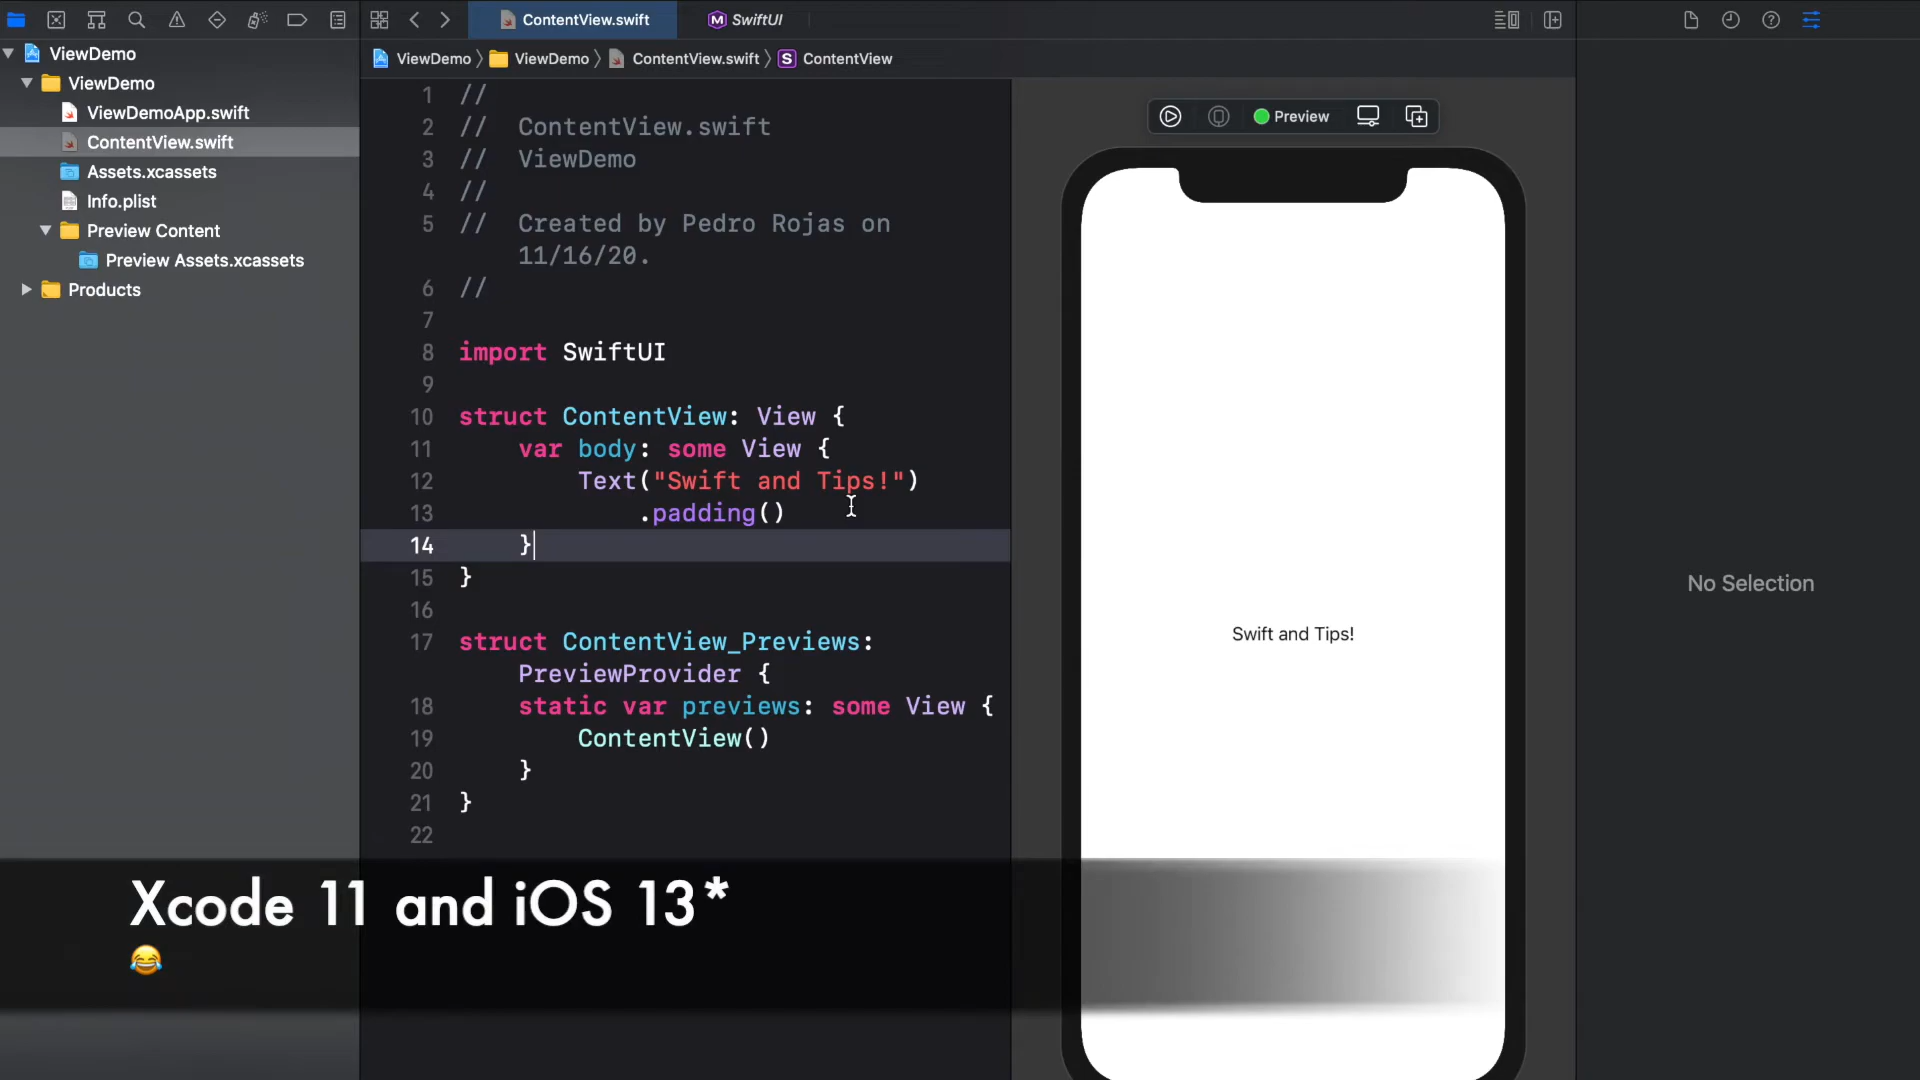 ContentView.swift
SwiftUI
ViewDemo
ViewDemo
ViewDemoApp.swift
ContentView.swift
Assets.xcassets
Info.plist
Preview Content
Preview Assets.xcassets
Products
ViewDemo
ViewDemo
ContentView.swift
S
ContentView
1 //
2 // ContentView.swift
3 // ViewDemo
4 //
5 // Created by Pedro Rojas on
11/16/20.
6 //
7
8 import SwiftUI
9
10 struct ContentView: View {
11 var body: some View {
12 Text("Swift and Tips!")
13 .padding()
14 }
15 }
16
17 struct ContentView_Previews:
PreviewProvider {
18 static var previews: some View {
19 ContentView()
20 }
21 }
22
Preview
Swift and Tips!
No Selection
Xcode 11 and iOS 13*
😂